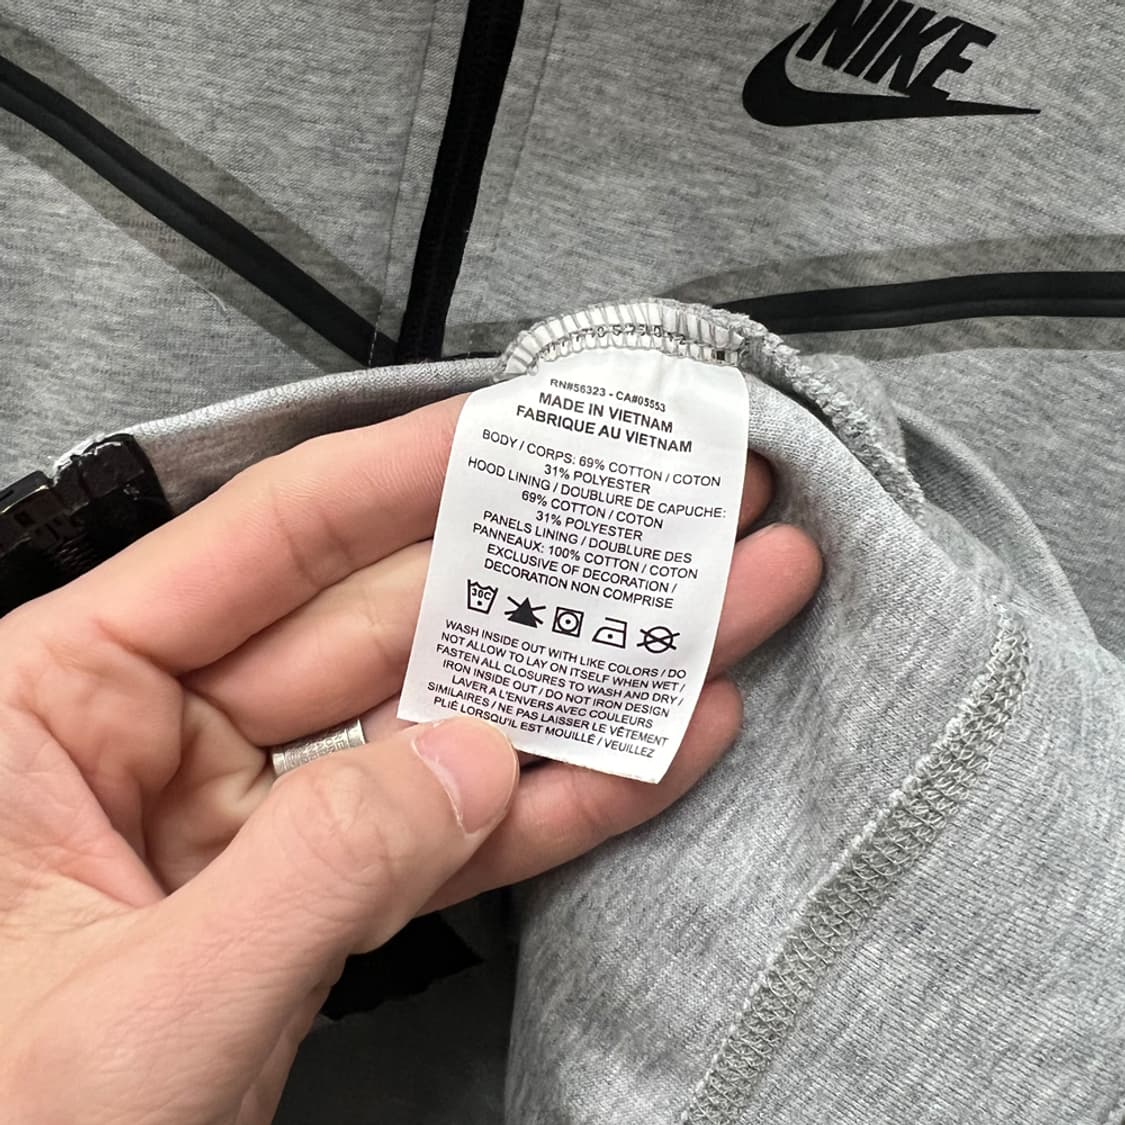 NIKE
RN#56323 - CA#05553
MADE IN VIETNAM
FABRIQUE AU VIETNAM
BODY / CORPS: 69% COTTON / COTON
31% POLYESTER
HOOD LINING / DOUBLURE DE CAPUCHE:
69% COTTON / COTON
31% POLYESTER
PANELS LINING / DOUBLURE DES
PANNEAUX: 100% COTTON / COTON
EXCLUSIVE OF DECORATION /
DECORATION NON COMPRISE
30C
WASH INSIDE OUT WITH LIKE COLORS / DO
NOT ALLOW TO LAY ON ITSELF WHEN WET /
FASTEN ALL CLOSURES TO WASH AND DRY /
IRON INSIDE OUT / DO NOT IRON DESIGN
LAVER A L'ENVERS AVEC COULEURS
SIMILAIRES / NE PAS LAISSER LE VÊTEMENT
PLIÉ LORSQU'IL EST MOUILLÉ / VEUILLEZ